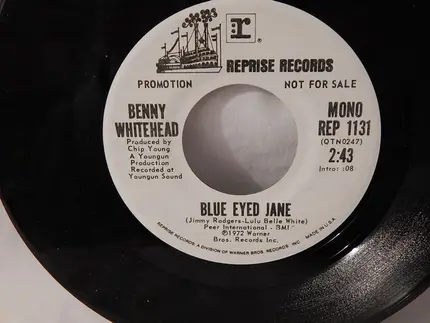 r:®
REPRISE RECORDS
PROMOTION
NOT FOR SALE
BENNY
WHITEHEAD
Produced by
Chip Young
A Youngun
Production
Recorded at
Youngun Sound
MONO
REP 1131
(QTN0247)
2:43
Intro: :08
BLUE EYED JANE
(Jimmy Rodgers-Lulu Belle White)
Peer International - BMI
℗1972 Warner
Bros. Records Inc.
REPRISE RECORDS, A DIVISION OF WARNER BROS. RECORDS, INC. · MADE IN U.S.A.